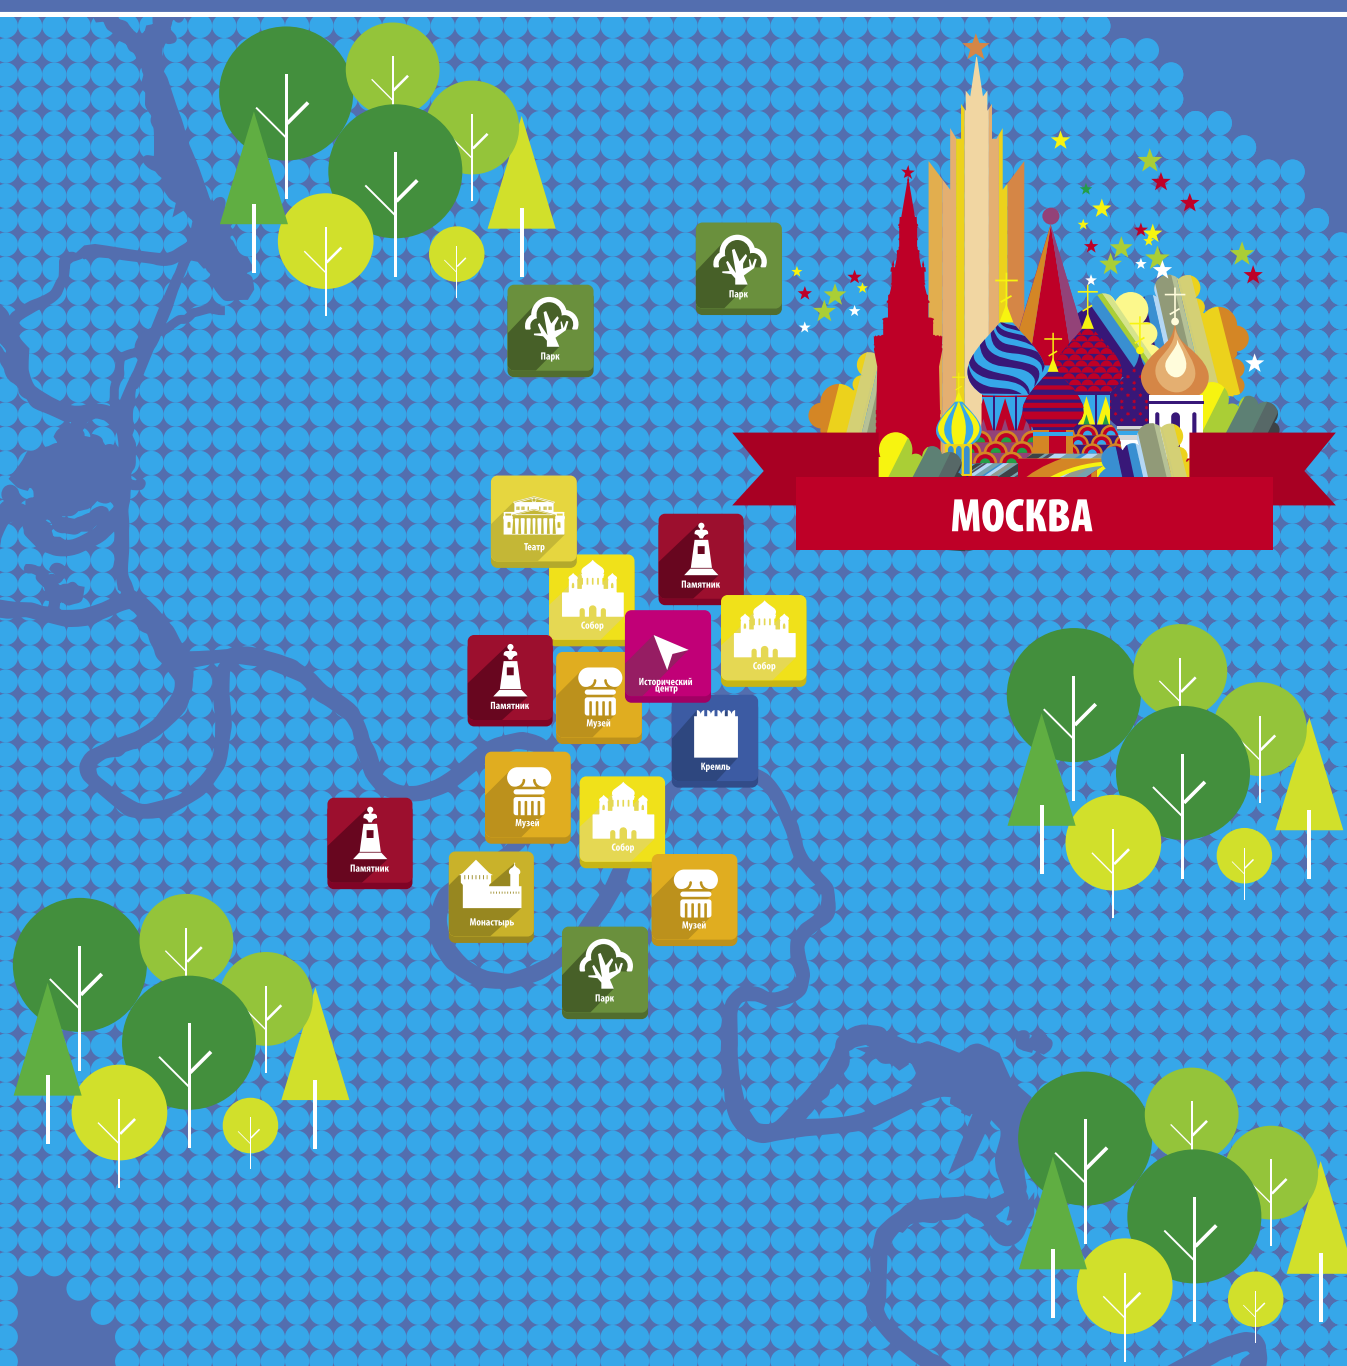 Парк
Парк
МОСКВА
Театр
Памятник
Собор
Собор
Исторический
центр
Памятник
Музей
Кремль
Музей
Собор
Памятник
Монастырь
Музей
Парк